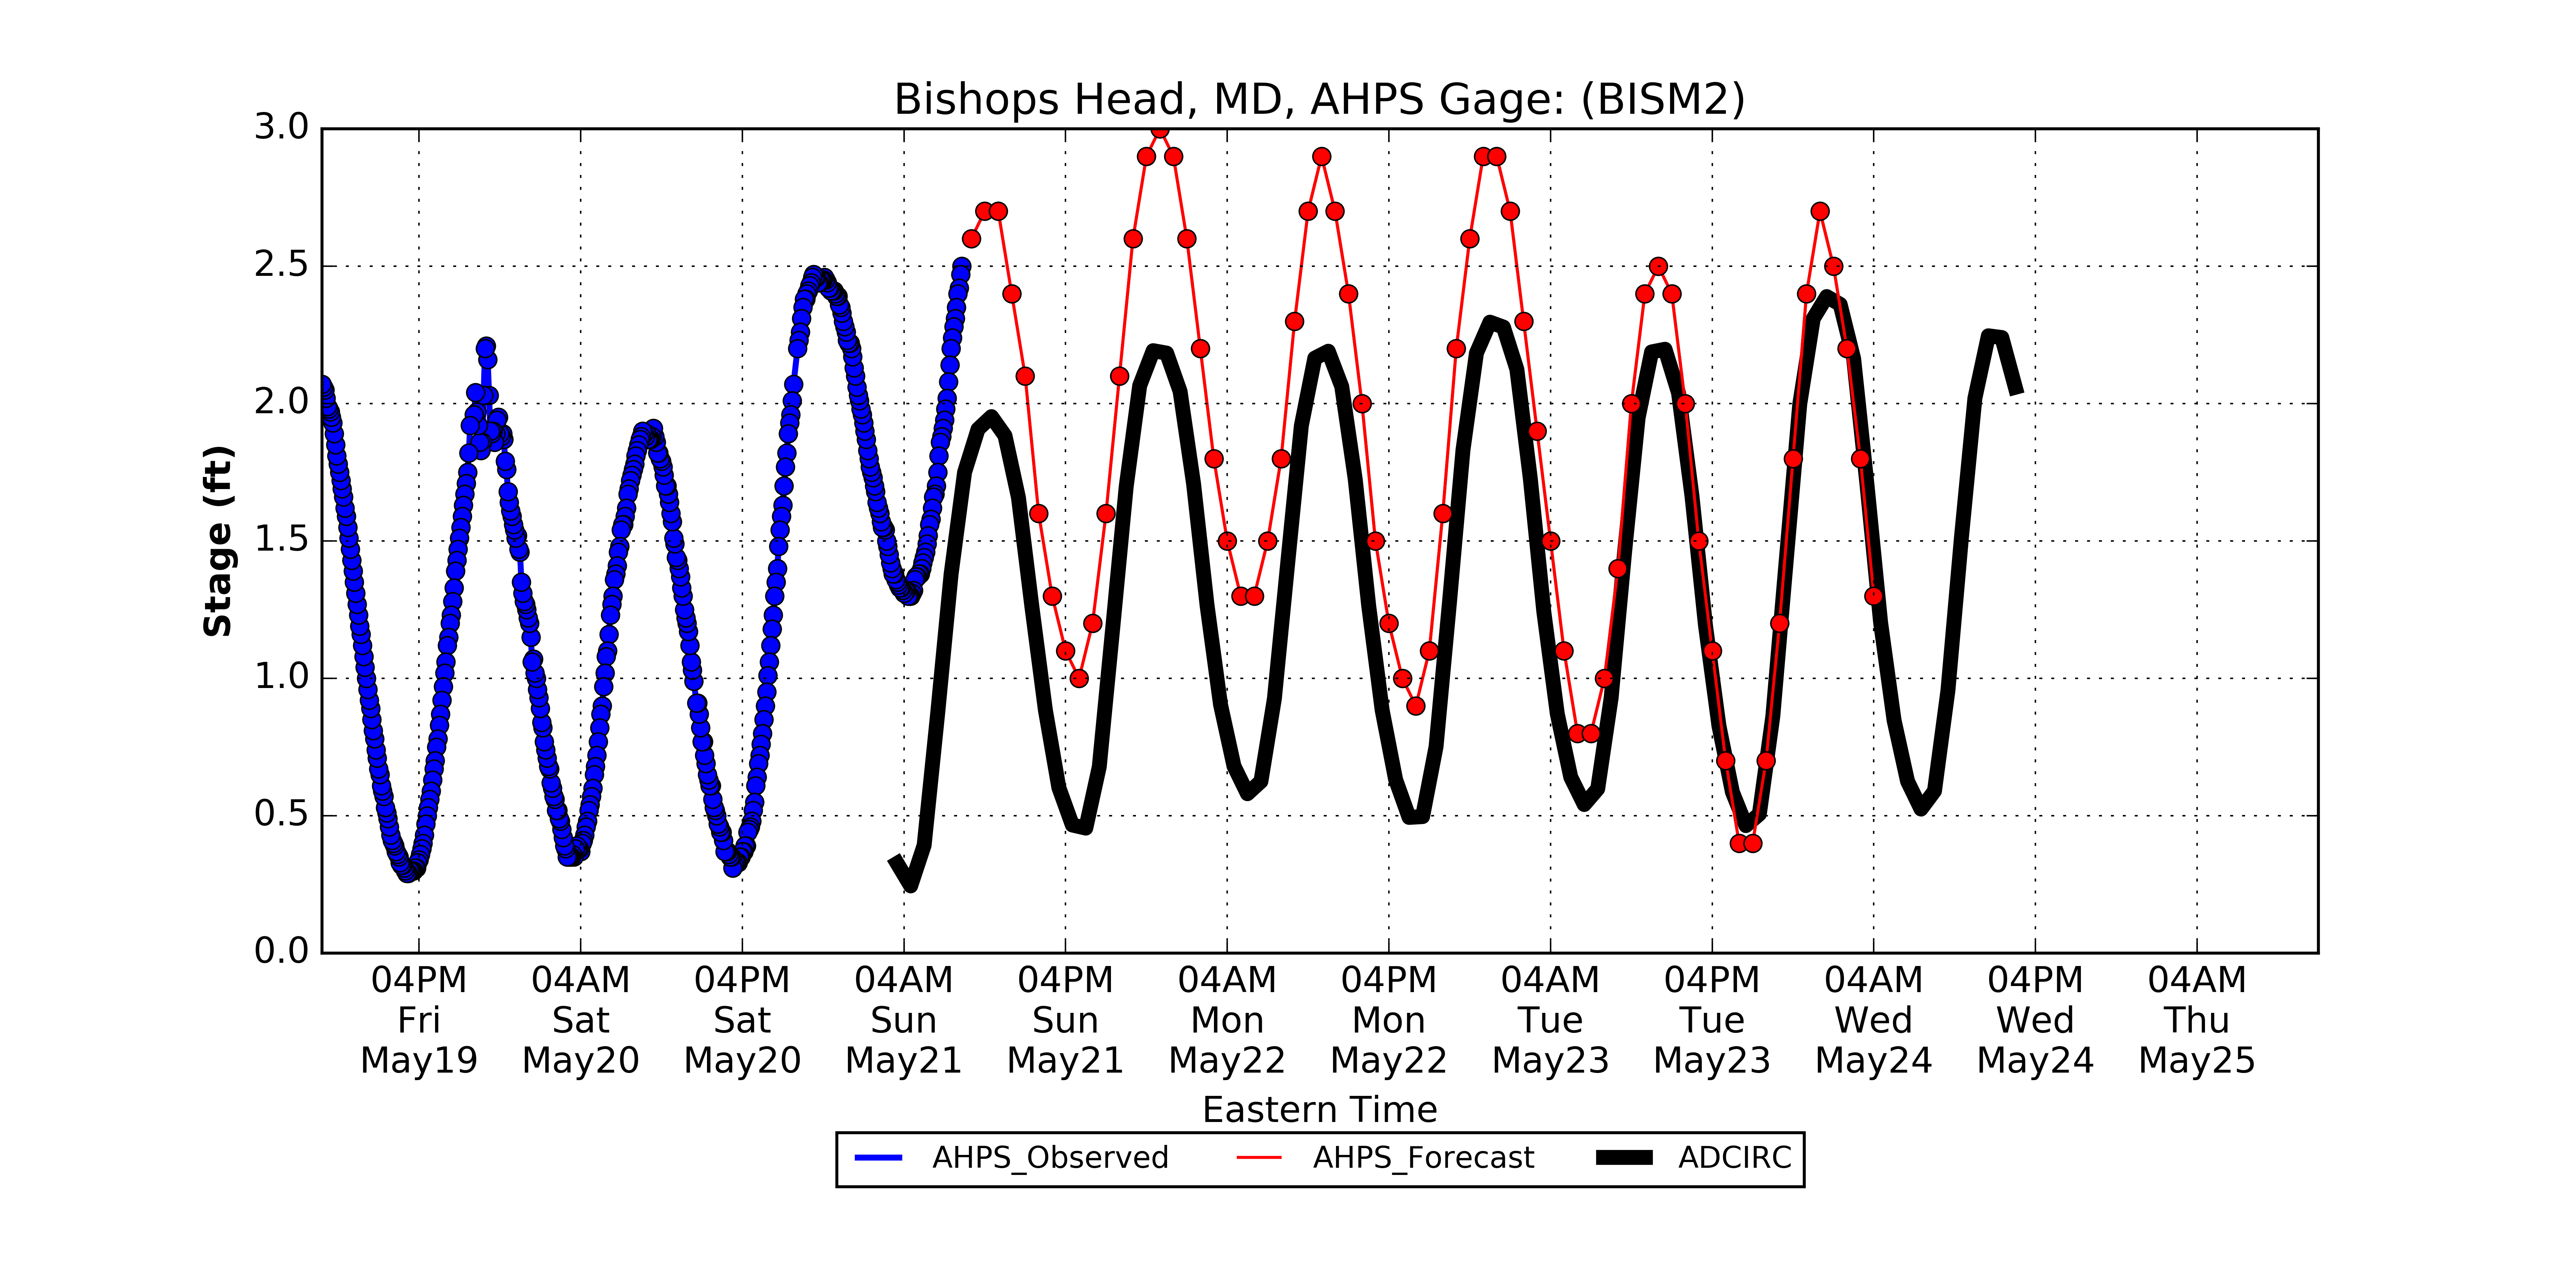 Bishops Head, MD, AHPS Gage: (BISM2)
3.0
2.5
2.0
1.5
1.0
0.5
0.0
Stage (ft)
04PM 04AM 04PM 04AM 04PM 04AM 04PM 04AM 04PM 04AM 04PM 04AM
Fri Sat Sat Sun Sun Mon Mon Tue Tue Wed Wed Thu
May19 May20 May20 May21 May21 May22 May22 May23 May23 May24 May24 May25
Eastern Time
AHPS_Observed AHPS_Forecast ADCIRC